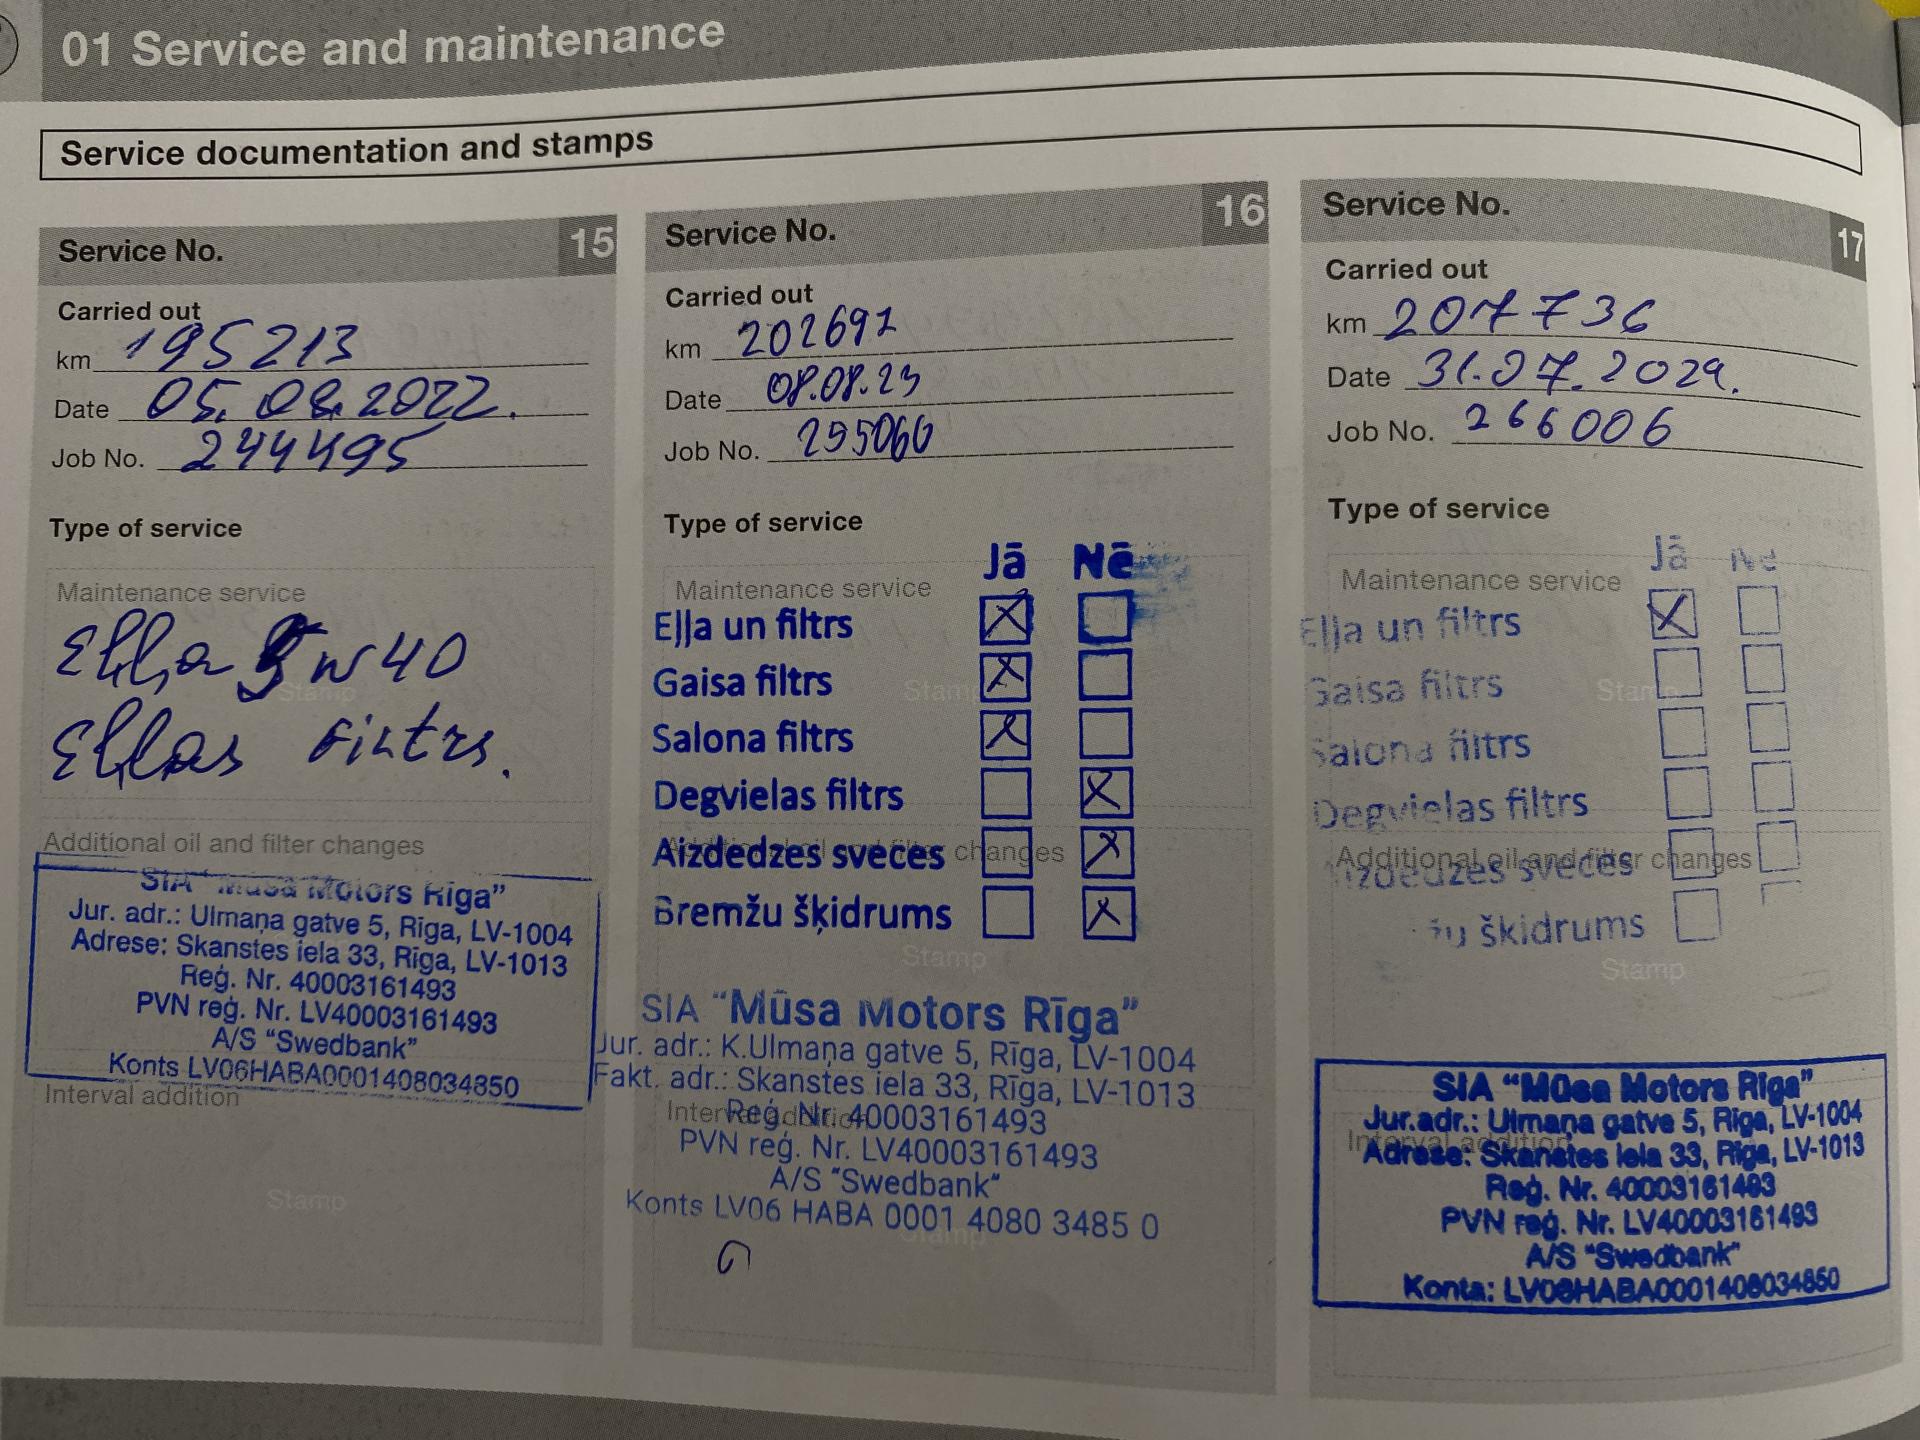 01 Service and maintenance
Service documentation and stamps
Service No. 15
Carried out
km 195213
Date 05.08.2022.
Job No. 244495
Type of service
Maintenance service
Eļļa 5w40
Stamp
Eļļas filtrs.
Additional oil and filter changes
SIA "Mūsa Motors Rīga"
Jur. adr.: Ulmaņa gatve 5, Rīga, LV-1004
Adrese: Skanstes iela 33, Rīga, LV-1013
Reģ. Nr. 40003161493
PVN reģ. Nr. LV40003161493
A/S "Swedbank"
Konts LV06HABA0001408034850
Interval addition
Stamp
Service No. 16
Carried out
km 202691
Date 08.08.23
Job No. 255060
Type of service
Jā Nē
Maintenance service
Eļļa un filtrs
Gaisa filtrs
Stamp
Salona filtrs
Degvielas filtrs
Additional oil and filter changes
Aizdedzes sveces
Bremžu šķidrums
Stamp
SIA "Mūsa Motors Rīga"
Jur. adr.: K.Ulmaņa gatve 5, Rīga, LV-1004
Fakt. adr.: Skanstes iela 33, Rīga, LV-1013
Interval addition
Reģ. Nr. 40003161493
PVN reģ. Nr. LV40003161493
A/S "Swedbank"
Konts LV06 HABA 0001 4080 3485 0
Stamp
Service No. 17
Carried out
km 207736
Date 31.07.2024.
Job No. 266006
Type of service
Jā Nē
Maintenance service
Eļļa un filtrs
Gaisa filtrs
Stamp
Salona filtrs
Degvielas filtrs
Additional oil and filter changes
Aizdedzes sveces
šķidrums
Stamp
SIA "Mūsa Motors Rīga"
Jur.adr.: Ulmaņa gatve 5, Rīga, LV-1004
Interval addition
Adrese: Skanstes iela 33, Rīga, LV-1013
Reģ. Nr. 40003161493
PVN reģ. Nr. LV40003161493
A/S "Swedbank"
Konta: LV06HABA0001408034850